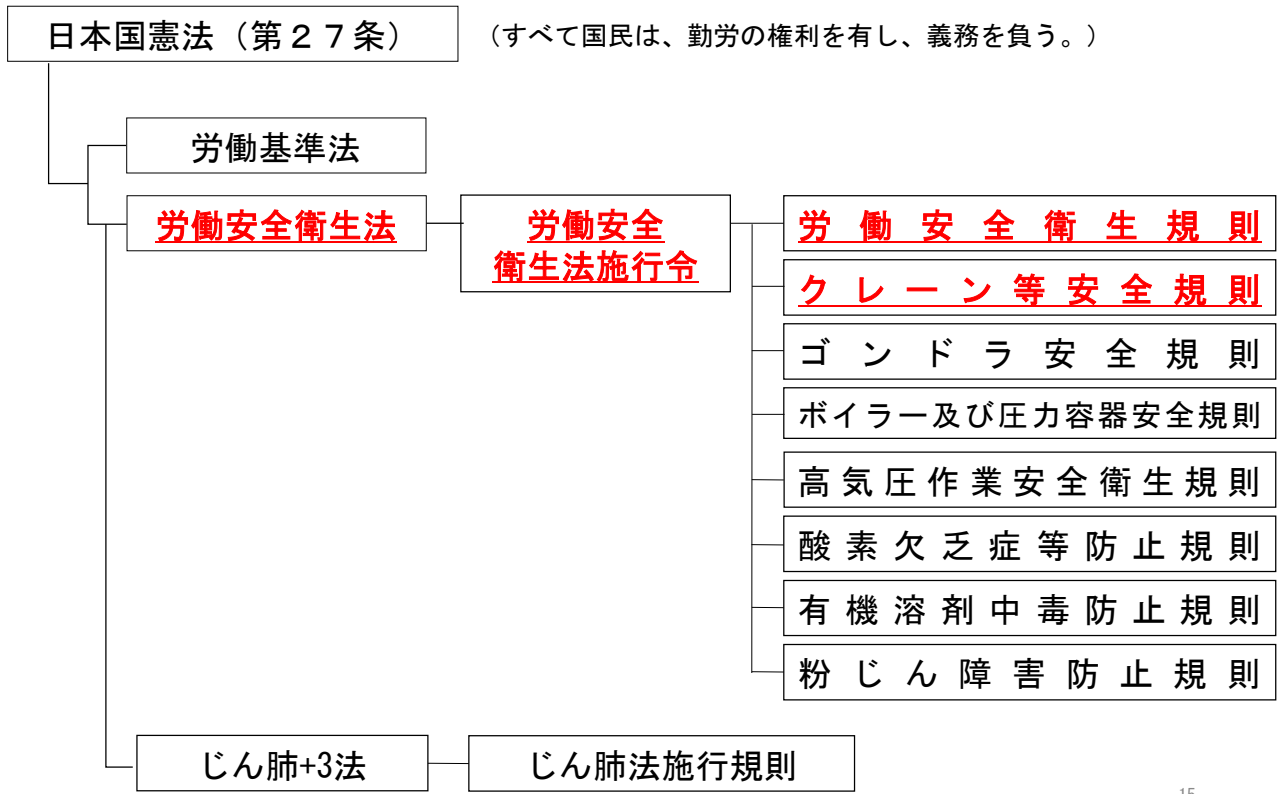 日本国憲法（第２７条）
（すべて国民は、勤労の権利を有し、義務を負う。）
労働基準法
労働安全衛生法
労働安全
衛生法施行令
労働安全衛生規則
クレーン等安全規則
ゴンドラ安全規則
ボイラー及び圧力容器安全規則
高気圧作業安全衛生規則
酸素欠乏症等防止規則
有機溶剤中毒防止規則
粉じん障害防止規則
じん肺+3法
じん肺法施行規則
15